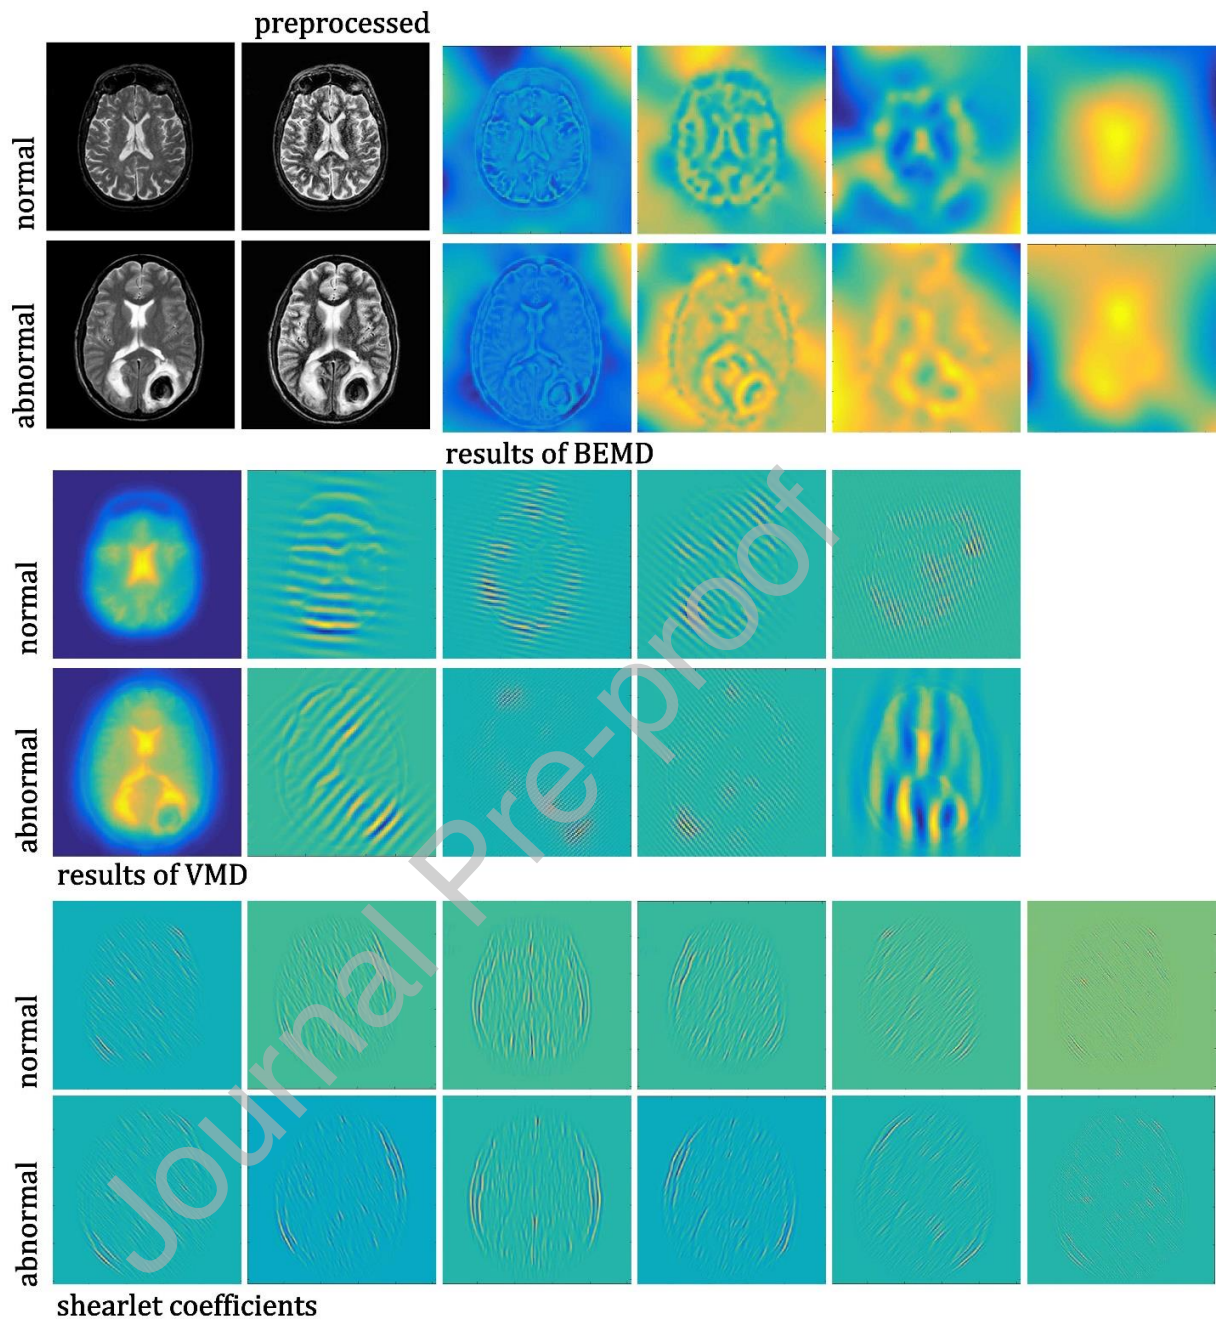 preprocessed
normal
abnormal
results of BEMD
normal
abnormal
results of VMD
normal
abnormal
shearlet coefficients
Journal Pre-proof